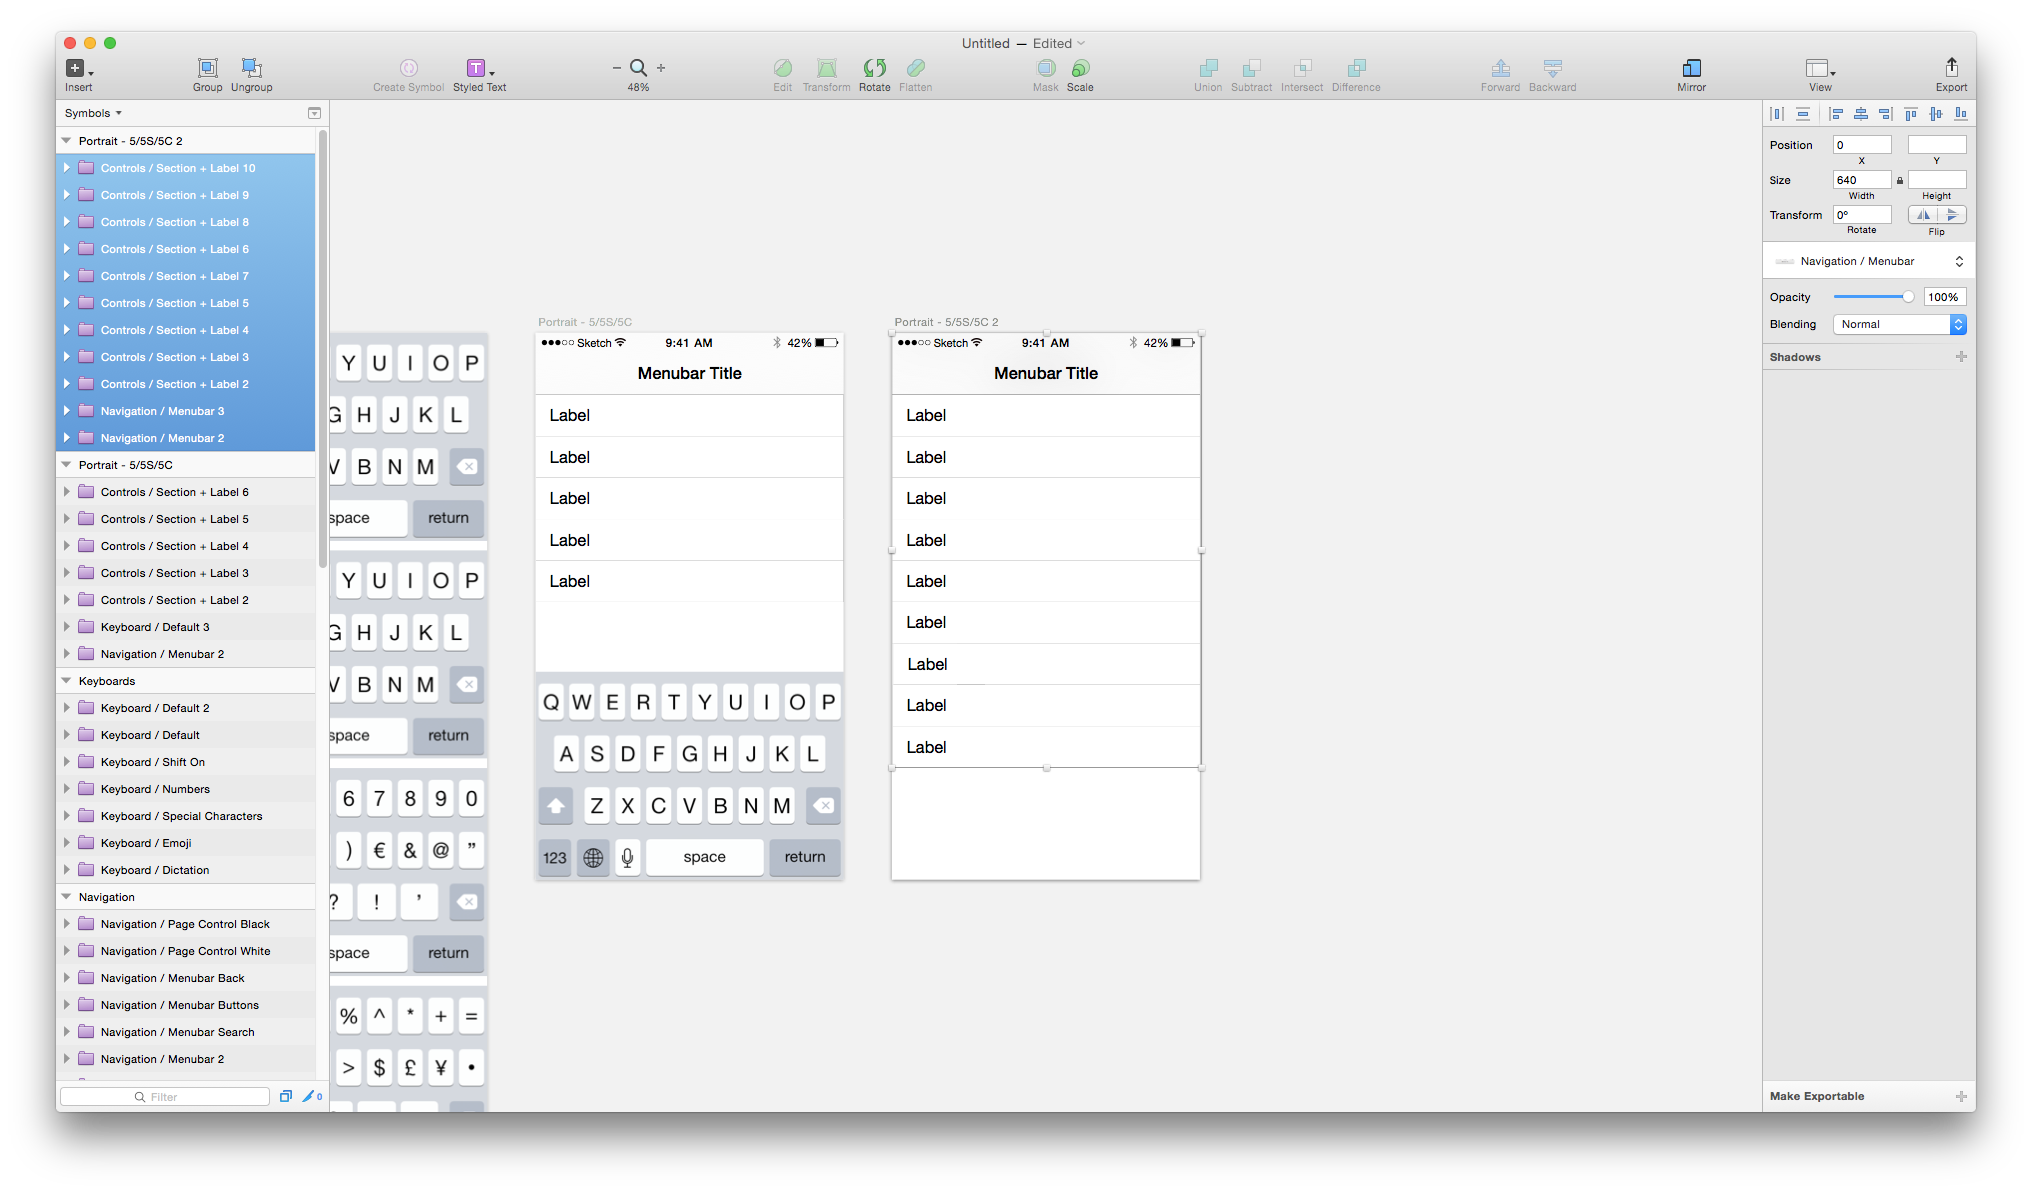 Untitled — Edited
Insert
Group
Ungroup
Create Symbol
Styled Text
48%
Edit
Transform
Rotate
Flatten
Mask
Scale
Union
Subtract
Intersect
Difference
Forward
Backward
Mirror
View
Export
Symbols
Portrait - 5/5S/5C 2
Controls / Section + Label 10
Controls / Section + Label 9
Controls / Section + Label 8
Controls / Section + Label 6
Controls / Section + Label 7
Controls / Section + Label 5
Controls / Section + Label 4
Controls / Section + Label 3
Controls / Section + Label 2
Navigation / Menubar 3
Navigation / Menubar 2
Portrait - 5/5S/5C
Controls / Section + Label 6
Controls / Section + Label 5
Controls / Section + Label 4
Controls / Section + Label 3
Controls / Section + Label 2
Keyboard / Default 3
Navigation / Menubar 2
Keyboards
Keyboard / Default 2
Keyboard / Default
Keyboard / Shift On
Keyboard / Numbers
Keyboard / Special Characters
Keyboard / Emoji
Keyboard / Dictation
Navigation
Navigation / Page Control Black
Navigation / Page Control White
Navigation / Menubar Back
Navigation / Menubar Buttons
Navigation / Menubar Search
Navigation / Menubar 2
Filter
0
Y U I O P
G H J K L
V B N M
space return
Y U I O P
G H J K L
V B N M
space return
6 7 8 9 0
) € & @ ”
? ! ’
space return
% ^ * + =
> $ £ ¥ •
Portrait - 5/5S/5C
Sketch 9:41 AM 42%
Menubar Title
Label
Label
Label
Label
Label
Q W E R T Y U I O P
A S D F G H J K L
Z X C V B N M
123 space return
Portrait - 5/5S/5C 2
Sketch 9:41 AM 42%
Menubar Title
Label
Label
Label
Label
Label
Label
Label
Label
Label
Position 0
X Y
Size 640
Width Height
Transform 0º
Rotate Flip
Navigation / Menubar
Opacity 100%
Blending Normal
Shadows
Make Exportable